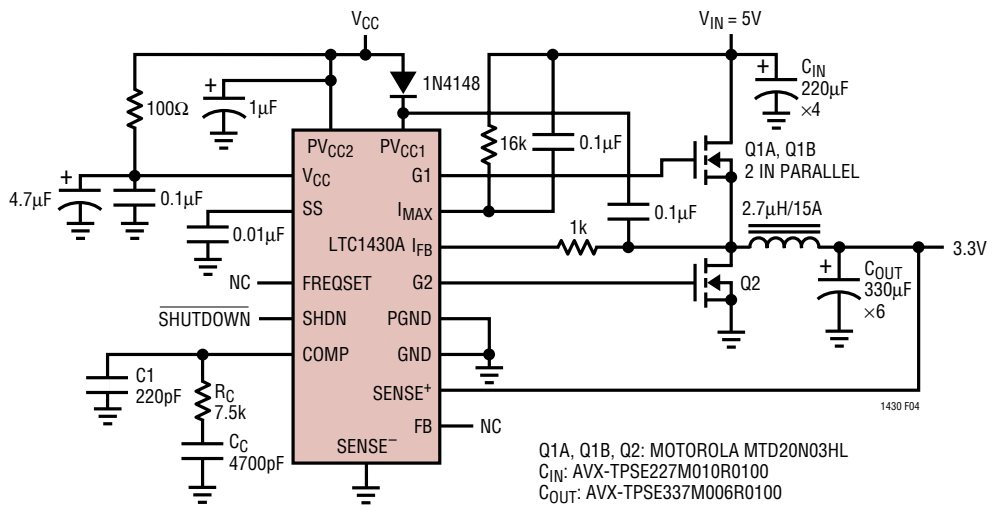 VCC
VIN = 5V
1N4148
+
CIN
220µF
×4
100Ω
+
1µF
16k
0.1µF
PVCC2
PVCC1
Q1A, Q1B
2 IN PARALLEL
VCC
G1
+
4.7µF
0.1µF
SS
IMAX
0.1µF
2.7µH/15A
0.01µF
1k
LTC1430A
IFB
3.3V
NC
FREQSET
G2
Q2
+
COUT
330µF
×6
SHUTDOWN
SHDN
PGND
COMP
GND
C1
220pF
RC
7.5k
SENSE+
1430 F04
FB
NC
CC
4700pF
SENSE–
Q1A, Q1B, Q2: MOTOROLA MTD20N03HL
CIN: AVX-TPSE227M010R0100
COUT: AVX-TPSE337M006R0100